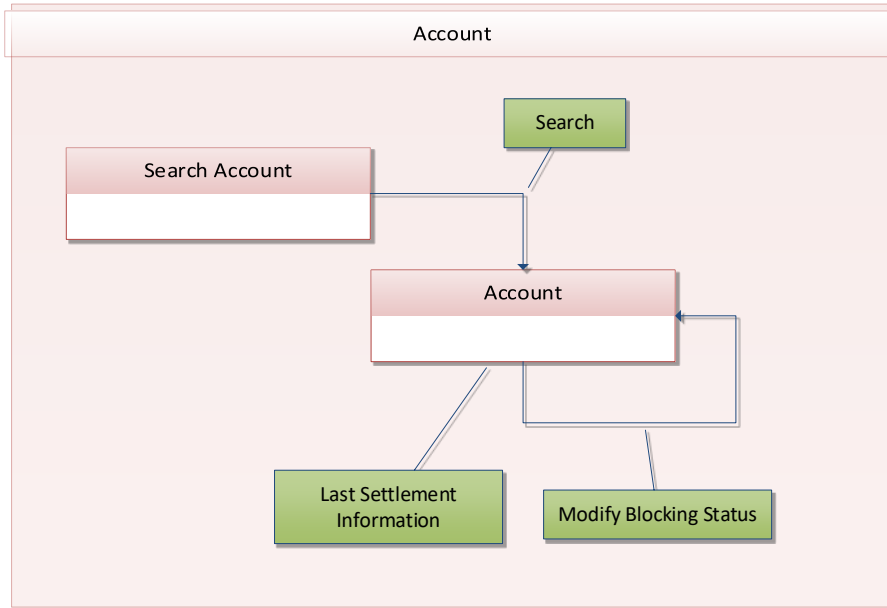 Account
Search
Search Account
Account
Last Settlement
Information
Modify Blocking Status